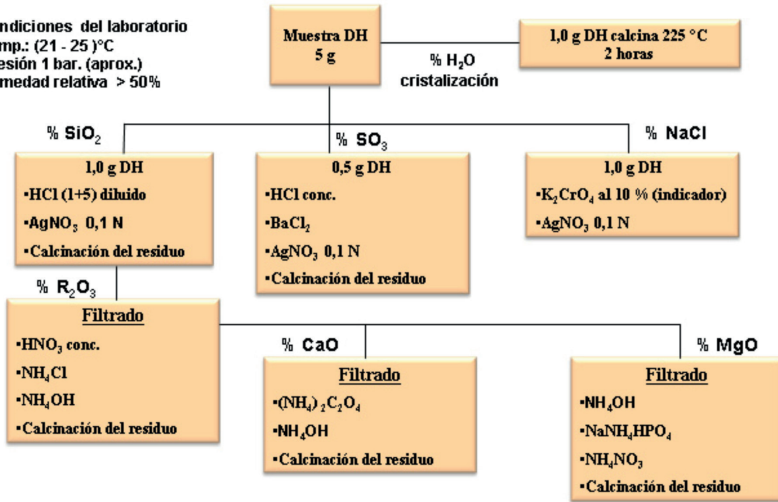 ndiciones del laboratorio
mp.: (21 - 25 )°C
esión 1 bar. (aprox.)
medad relativa > 50%
Muestra DH
5 g
% H₂O
cristalización
1,0 g DH calcina 225 °C
2 horas
% SiO₂
1,0 g DH
▪HCl (1+5) diluido
▪AgNO₃ 0,1 N
▪Calcinación del residuo
% SO₃
0,5 g DH
▪HCl conc.
▪BaCl₂
▪AgNO₃ 0,1 N
▪Calcinación del residuo
% NaCl
1,0 g DH
▪K₂CrO₄ al 10 % (indicador)
▪AgNO₃ 0,1 N
% R₂O₃
Filtrado
▪HNO₃ conc.
▪NH₄Cl
▪NH₄OH
▪Calcinación del residuo
% CaO
Filtrado
▪(NH₄)₂C₂O₄
▪NH₄OH
▪Calcinación del residuo
% MgO
Filtrado
▪NH₄OH
▪NaNH₄HPO₄
▪NH₄NO₃
▪Calcinación del residuo